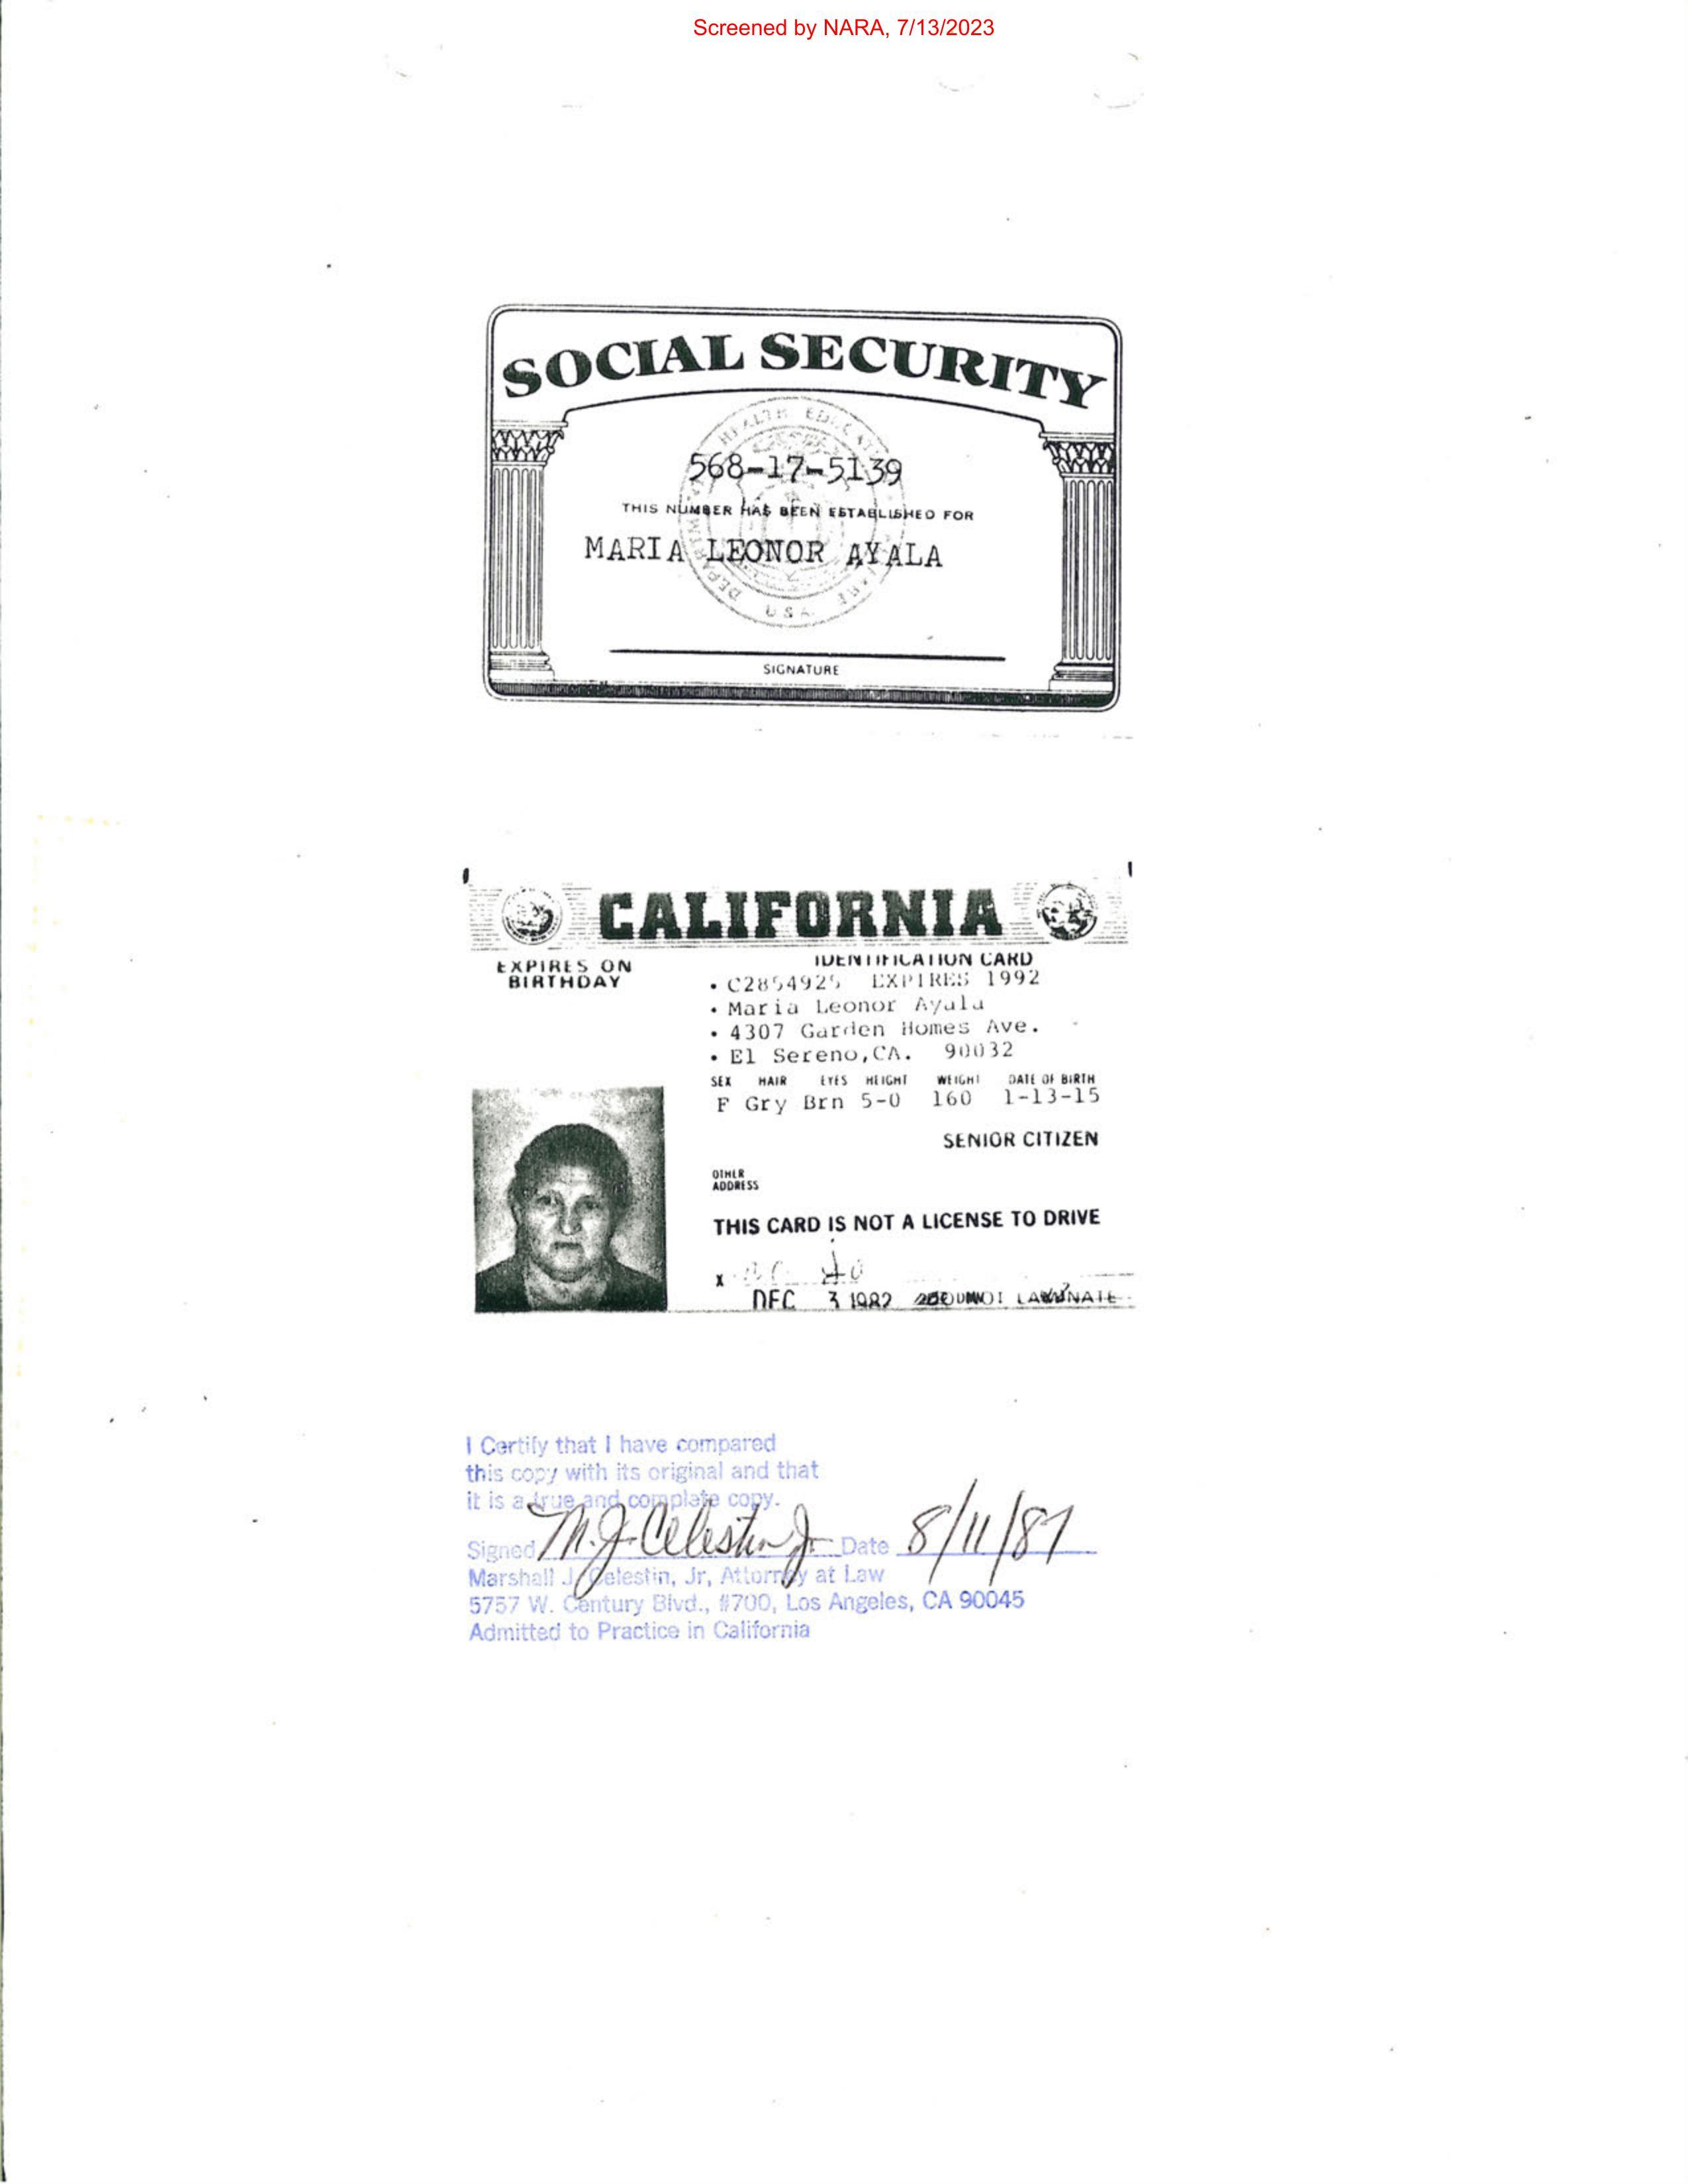 Screened by NARA, 7/13/2023
SOCIAL SECURITY
568-17-5139
THIS NUMBER HAS BEEN ESTABLISHED FOR
MARIA LEONOR AYALA
SIGNATURE
CALIFORNIA
IDENTIFICATION CARD
EXPIRES ON
BIRTHDAY
C2854925 EXPIRES 1992
Maria Leonor Ayala
4307 Garden Homes Ave.
El Sereno, CA. 90032
SEX HAIR EYES HEIGHT WEIGHT DATE OF BIRTH
F Gry Brn 5-0 160 1-13-15
SENIOR CITIZEN
OTHER
ADDRESS
THIS CARD IS NOT A LICENSE TO DRIVE
X
DEC 3 1982
I Certify that I have compared
this copy with its original and that
it is a true and complete copy.
Signed M. J. Celestin Jr. Date 8/11/87
Marshall J. Celestin, Jr, Attorney at Law
5757 W. Century Blvd., #700, Los Angeles, CA 90045
Admitted to Practice in California